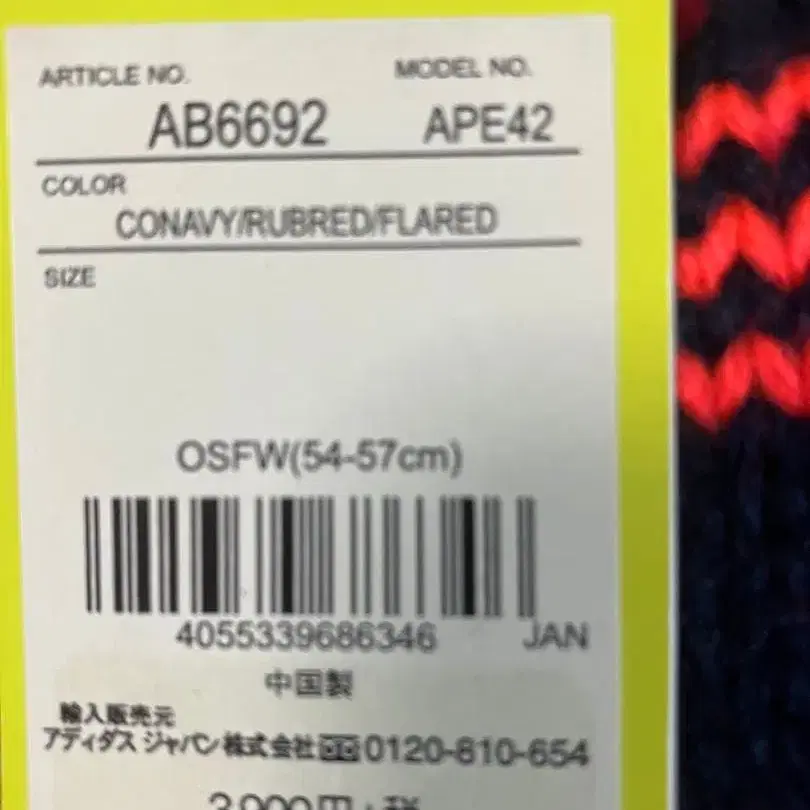 ARTICLE NO. MODEL NO.
AB6692 APE42
COLOR
CONAVY/RUBRED/FLARED
SIZE
OSFW(54-57cm)
4055339686346 JAN
中国製
輸入販売元
アディダス ジャパン株式会社 0120-810-654